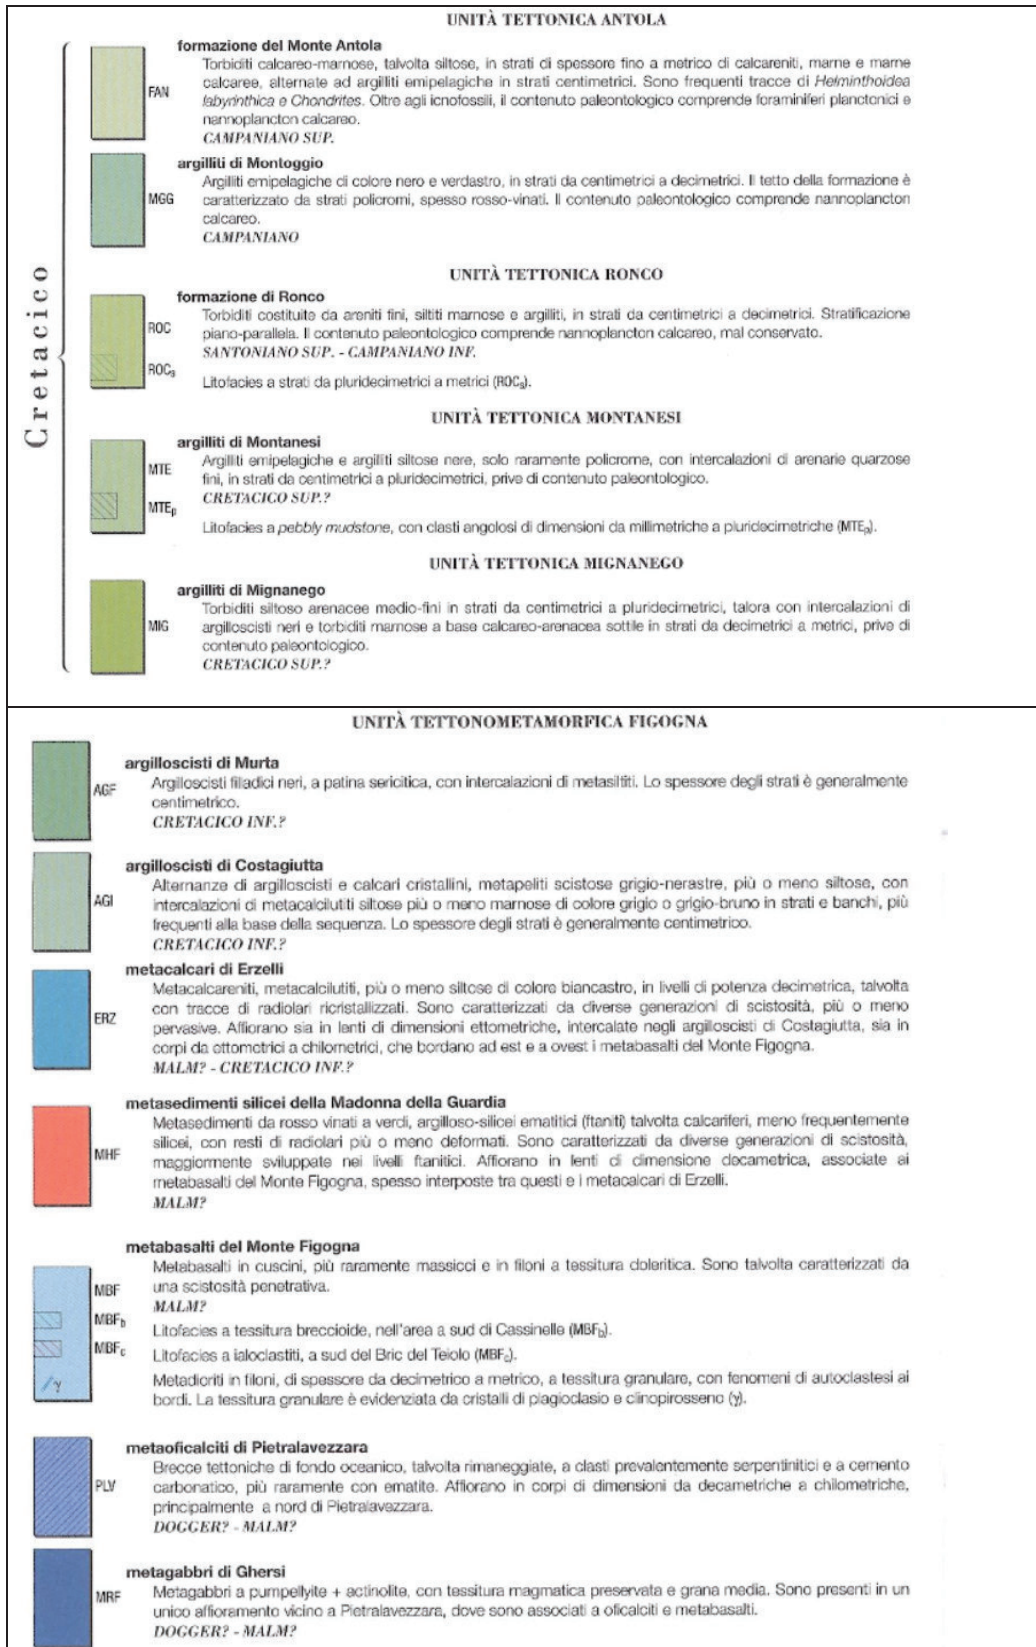 UNITÀ TETTONICA ANTOLA
formazione del Monte Antola
Torbiditi calcareo-marnose, talvolta siltose, in strati di spessore fino a metrico di calcareniti, marne e marne
calcaree, alternate ad argilliti emipelagiche in strati centimetrici. Sono frequenti tracce di Helminthoidea
labyrinthica e Chondrites. Oltre agli icnofossili, il contenuto paleontologico comprende foraminiferi planctonici e
nannoplancton calcareo.
CAMPANIANO SUP.
FAN
argilliti di Montoggio
Argilliti emipelagiche di colore nero e verdastro, in strati da centimetrici a decimetrici. Il tetto della formazione è
caratterizzato da strati policromi, spesso rosso-vinati. Il contenuto paleontologico comprende nannoplancton
calcareo.
CAMPANIANO
MGG
Cretacico
UNITÀ TETTONICA RONCO
formazione di Ronco
Torbiditi costituite da areniti fini, siltiti marnose e argilliti, in strati da centimetrici a decimetrici. Stratificazione
piano-parallela. Il contenuto paleontologico comprende nannoplancton calcareo, mal conservato.
SANTONIANO SUP. - CAMPANIANO INF.
ROC
ROCs
Litofacies a strati da pluridecimetrici a metrici (ROCs).
UNITÀ TETTONICA MONTANESI
argilliti di Montanesi
Argilliti emipelagiche e argilliti siltose nere, solo raramente policrome, con intercalazioni di arenarie quarzose
fini, in strati da centimetrici a pluridecimetrici, prive di contenuto paleontologico.
CRETACICO SUP.?
MTE
MTEp
Litofacies a pebbly mudstone, con clasti angolosi di dimensioni da millimetriche a pluridecimetriche (MTEp).
UNITÀ TETTONICA MIGNANEGO
argilliti di Mignanego
Torbiditi siltoso arenacee medio-fini in strati da centimetrici a pluridecimetrici, talora con intercalazioni di
argilloscisti neri e torbiditi marnose a base calcareo-arenacea sottile in strati da decimetrici a metrici, prive di
contenuto paleontologico.
CRETACICO SUP.?
MIG
UNITÀ TETTONOMETAMORFICA FIGOGNA
argilloscisti di Murta
Argilloscisti filladici neri, a patina sericitica, con intercalazioni di metasiltiti. Lo spessore degli strati è generalmente
centimetrico.
CRETACICO INF.?
AGF
argilloscisti di Costagiutta
Alternanze di argilloscisti e calcari cristallini, metapeliti scistose grigio-nerastre, più o meno siltose, con
intercalazioni di metacalcilutiti siltose più o meno marnose di colore grigio o grigio-bruno in strati e banchi, più
frequenti alla base della sequenza. Lo spessore degli strati è generalmente centimetrico.
CRETACICO INF.?
AGI
metacalcari di Erzelli
Metacalcareniti, metacalcilutiti, più o meno siltose di colore biancastro, in livelli di potenza decimetrica, talvolta
con tracce di radiolari ricristallizzati. Sono caratterizzati da diverse generazioni di scistosità, più o meno
pervasive. Affiorano sia in lenti di dimensioni ettometriche, intercalate negli argilloscisti di Costagiutta, sia in
corpi da ettometrici a chilometrici, che bordano ad est e a ovest i metabasalti del Monte Figogna.
MALM? - CRETACICO INF.?
ERZ
metasedimenti silicei della Madonna della Guardia
Metasedimenti da rosso vinati a verdi, argilloso-silicei ematitici (ftaniti) talvolta calcariferi, meno frequentemente
silicei, con resti di radiolari più o meno deformati. Sono caratterizzati da diverse generazioni di scistosità,
maggiormente sviluppate nei livelli ftanitici. Affiorano in lenti di dimensione decametrica, associate ai
metabasalti del Monte Figogna, spesso interposte tra questi e i metacalcari di Erzelli.
MALM?
MHF
metabasalti del Monte Figogna
Metabasalti in cuscini, più raramente massicci e in filoni a tessitura doleritica. Sono talvolta caratterizzati da
una scistosità penetrativa.
MALM?
MBF
MBFb
Litofacies a tessitura breccioide, nell'area a sud di Cassinelle (MBFb).
MBFc
Litofacies a ialoclastiti, a sud del Bric del Teiolo (MBFc).
Metadioriti in filoni, di spessore da decimetrico a metrico, a tessitura granulare, con fenomeni di autoclastesi ai
bordi. La tessitura granulare è evidenziata da cristalli di plagioclasio e clinopirosseno (γ).
γ
metaoficalciti di Pietralavezzara
Brecce tettoniche di fondo oceanico, talvolta rimaneggiate, a clasti prevalentemente serpentinitici e a cemento
carbonatico, più raramente con ematite. Affiorano in corpi di dimensioni da decametriche a chilometriche,
principalmente a nord di Pietralavezzara.
DOGGER? - MALM?
PLV
metagabbri di Ghersi
Metagabbri a pumpellyite + actinolite, con tessitura magmatica preservata e grana media. Sono presenti in un
unico affioramento vicino a Pietralavezzara, dove sono associati a oficalciti e metabasalti.
DOGGER? - MALM?
MRF